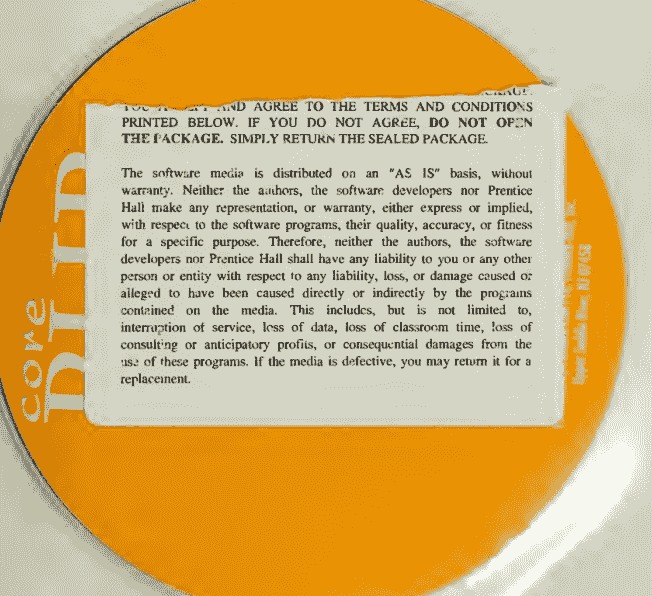 PACKAGE.
YOU ACCEPT AND AGREE TO THE TERMS AND CONDITIONS
PRINTED BELOW. IF YOU DO NOT AGREE, DO NOT OPEN
THE PACKAGE. SIMPLY RETURN THE SEALED PACKAGE.
The software media is distributed on an "AS IS" basis, without
warranty. Neither the authors, the software developers nor Prentice
Hall make any representation, or warranty, either express or implied,
with respect to the software programs, their quality, accuracy, or fitness
for a specific purpose. Therefore, neither the authors, the software
developers nor Prentice Hall shall have any liability to you or any other
person or entity with respect to any liability, loss, or damage caused or
alleged to have been caused directly or indirectly by the programs
contained on the media. This includes, but is not limited to,
interruption of service, loss of data, loss of classroom time, loss of
consulting or anticipatory profits, or consequential damages from the
use of these programs. If the media is defective, you may return it for a
replacement.
core
Upper Saddle River, NJ 07458